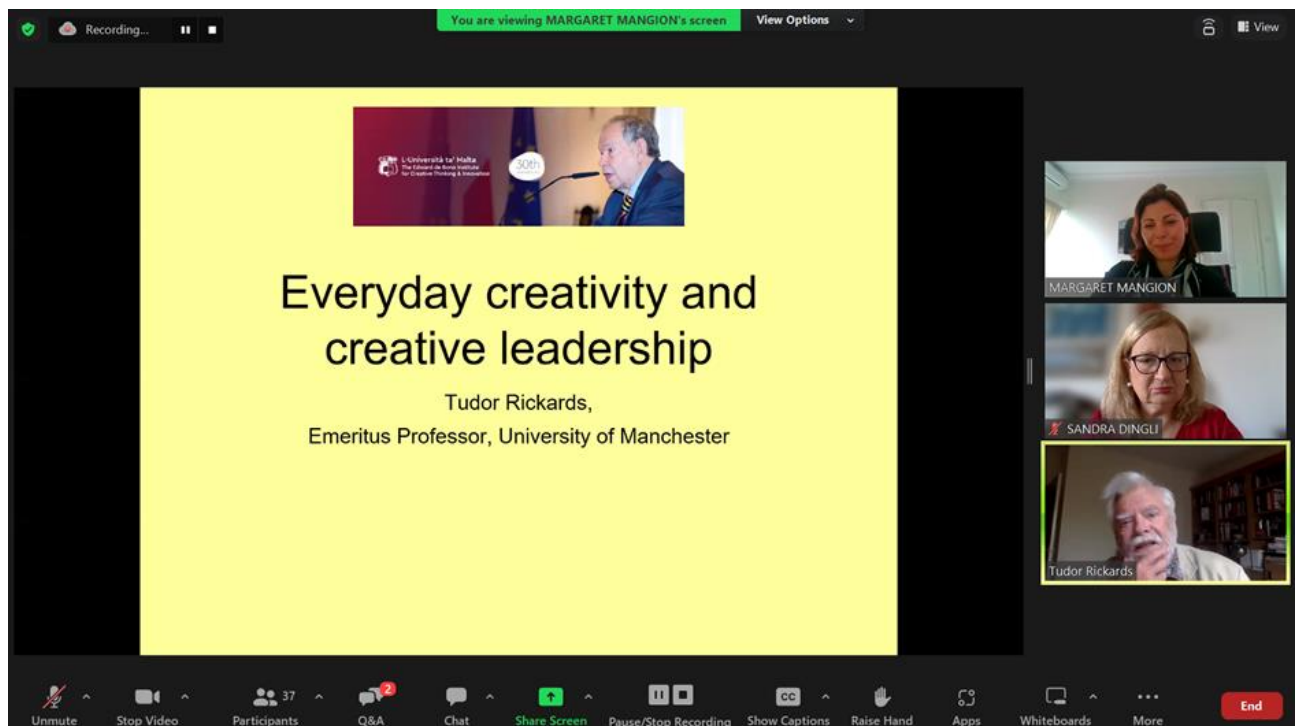 Recording...
You are viewing MARGARET MANGION's screen
View Options
View
L-Università ta' Malta
The Edward de Bono Institute
for Creative Thinking & Innovation
30th
Everyday creativity and
creative leadership
Tudor Rickards,
Emeritus Professor, University of Manchester
MARGARET MANGION
SANDRA DINGLI
Tudor Rickards
Unmute
Stop Video
37
Participants
2
Q&A
Chat
Share Screen
Pause/Stop Recording
CC
Show Captions
Raise Hand
Apps
Whiteboards
More
End